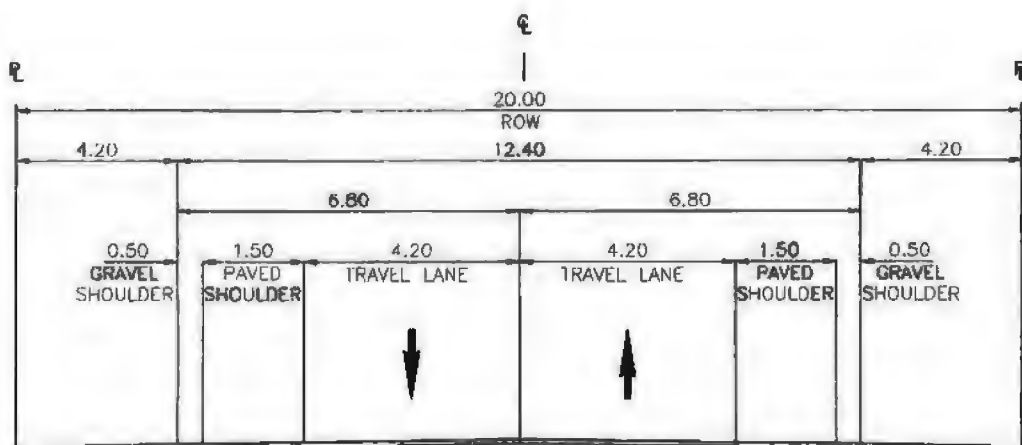 ℄
⅊ ⅊
20.00
ROW
4.20 12.40 4.20
6.80 6.80
0.50 1.50 4.20 4.20 1.50 0.50
GRAVEL PAVED TRAVEL LANE TRAVEL LANE PAVED GRAVEL
SHOULDER SHOULDER SHOULDER SHOULDER